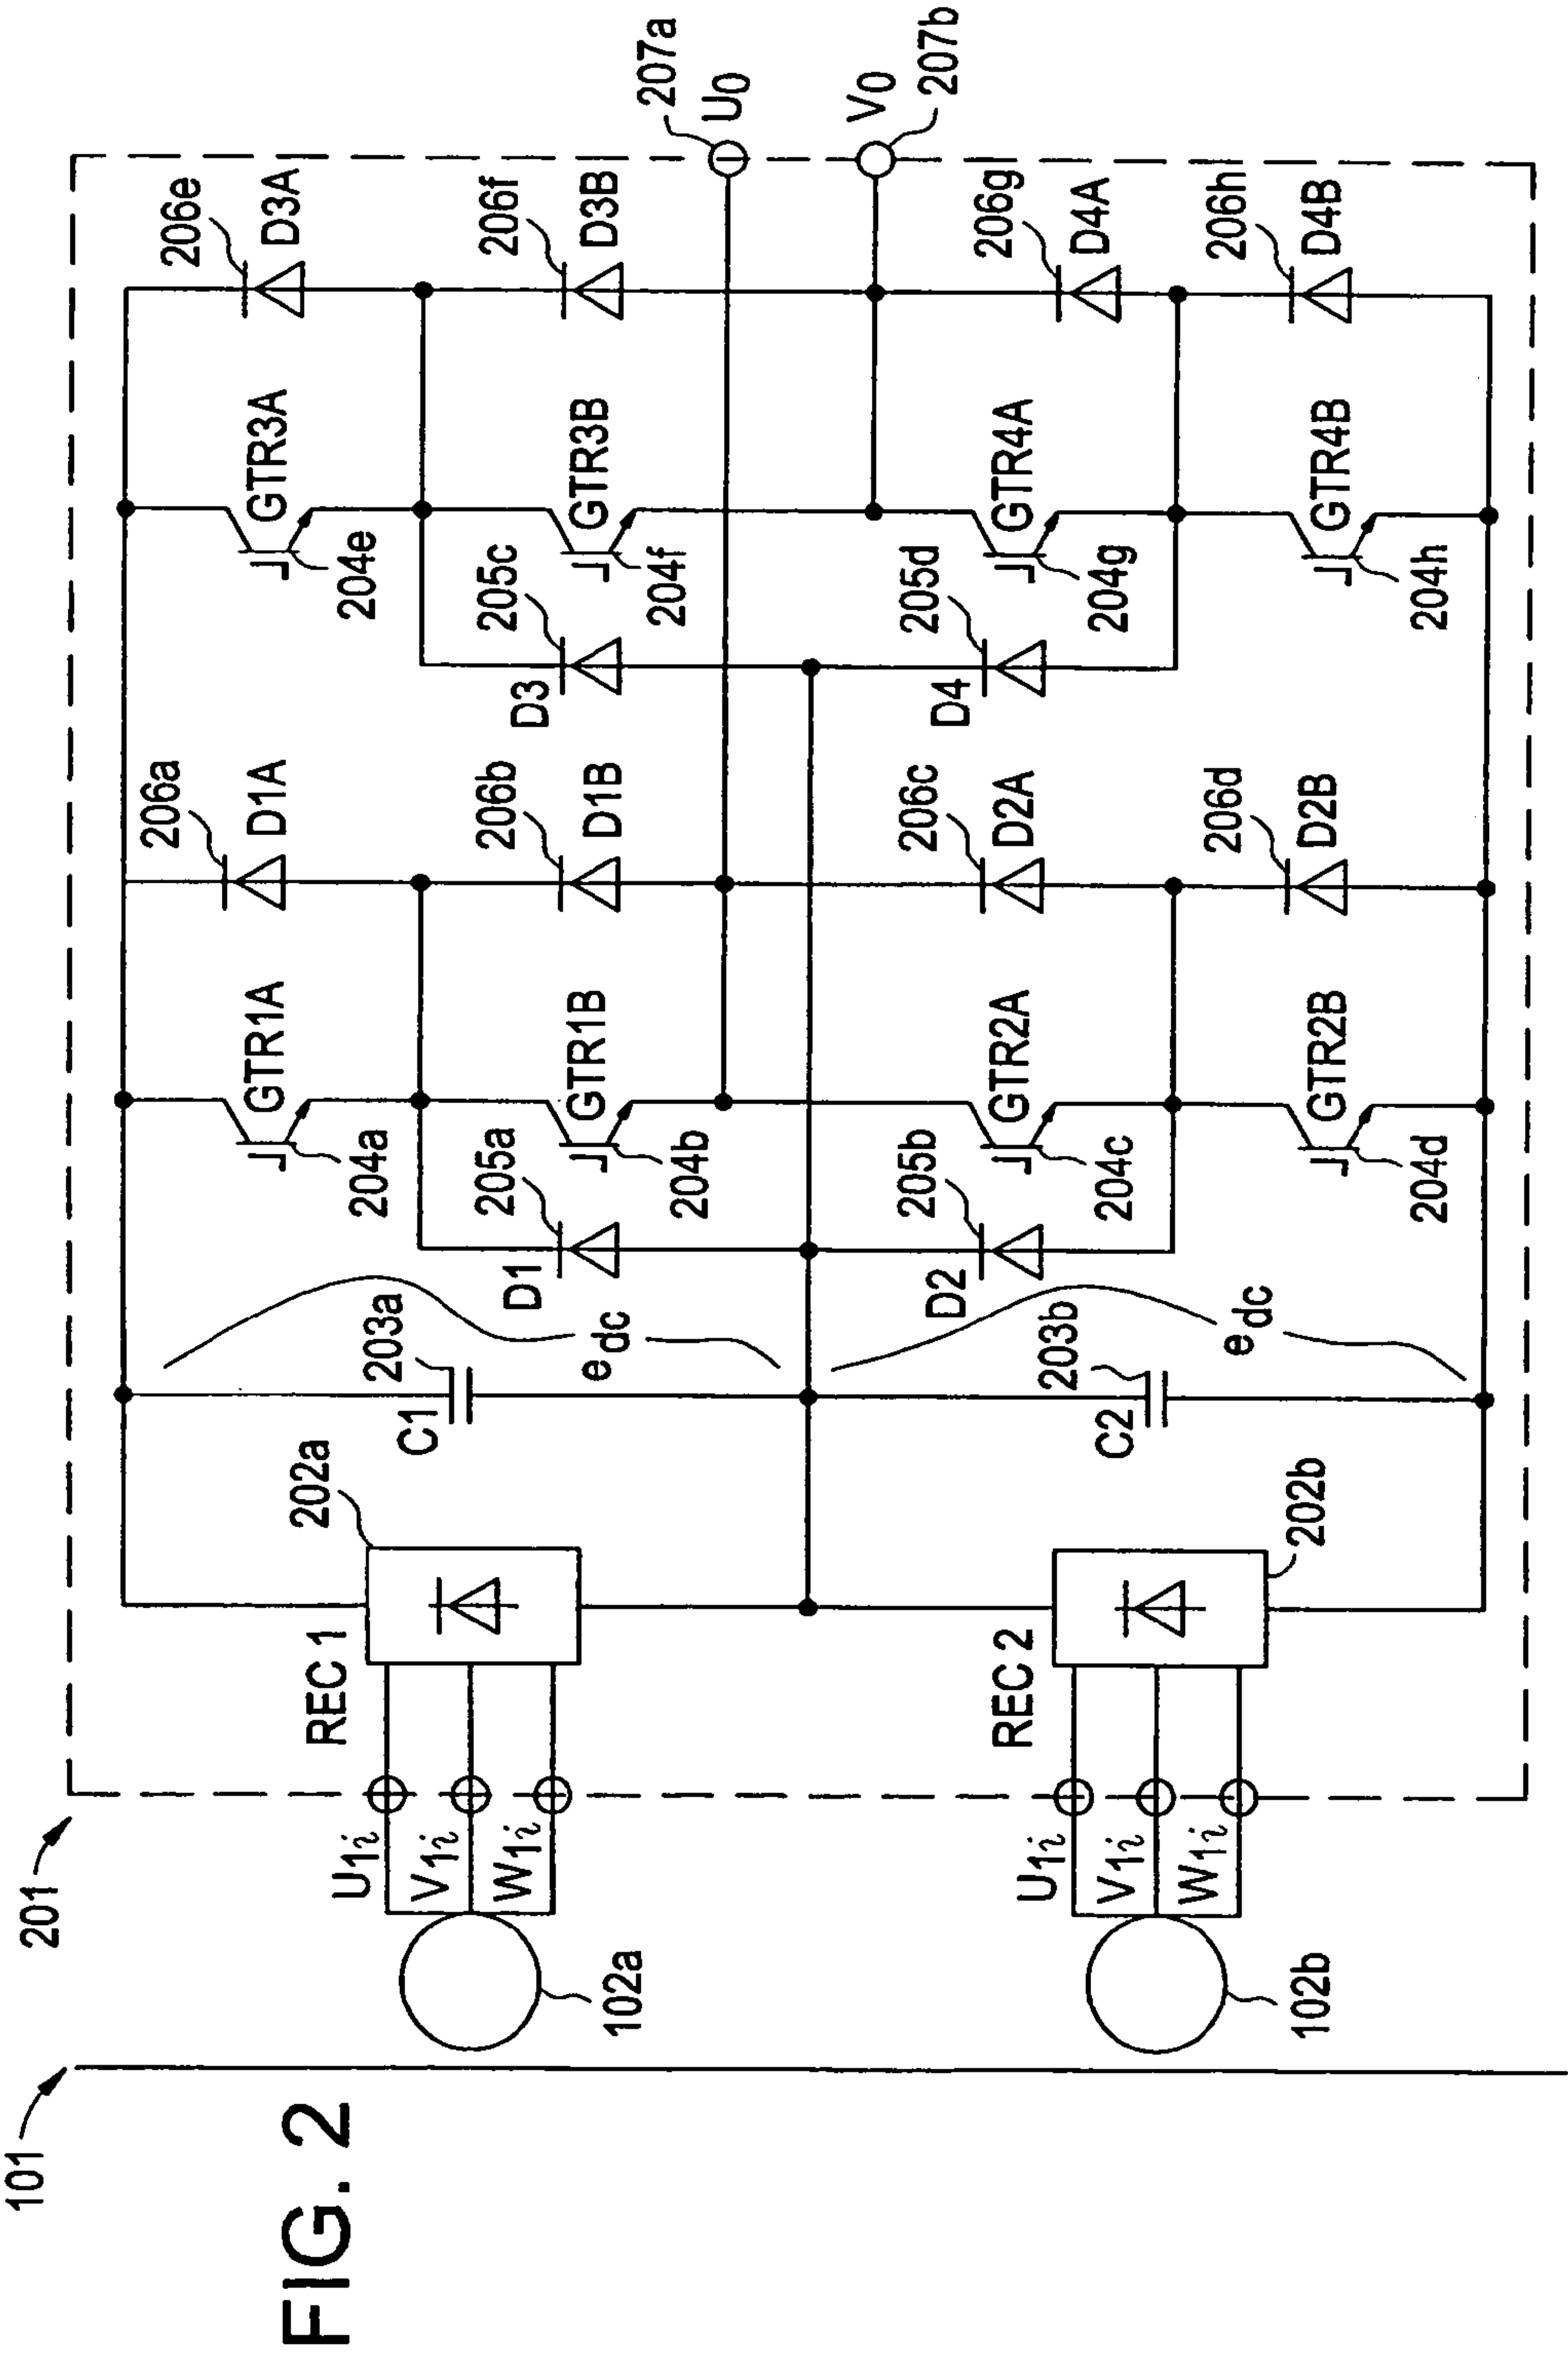 FIG. 2
101
201
102a
102b
U1i
V1i
W1i
U1i
V1i
W1i
REC 1
202a
REC 2
202b
C1
203a
edc
C2
203b
edc
D1
205a
D2
205b
GTR1A
204a
GTR1B
204b
GTR2A
204c
GTR2B
204d
206a
D1A
206b
D1B
206c
D2A
206d
D2B
D3
205c
D4
205d
GTR3A
204e
GTR3B
204f
GTR4A
204g
GTR4B
204h
206e
D3A
206f
D3B
206g
D4A
206h
D4B
207a
U0
V0
207b